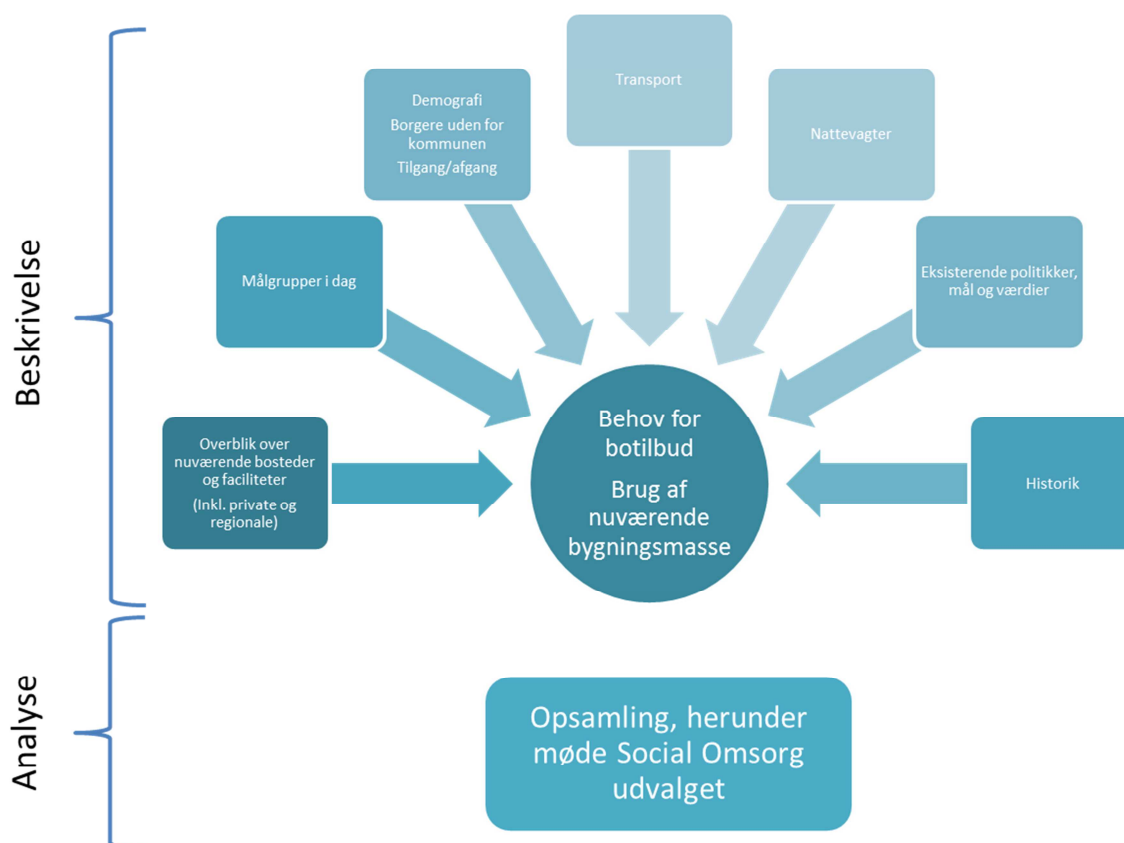 Beskrivelse
Transport
Demografi
Borgere uden for
kommunen
Tilgang/afgang
Nattevagter
Målgrupper i dag
Eksisterende politikker,
mål og værdier
Overblik over
nuværende bosteder
og faciliteter
(Inkl. private og
regionale)
Behov for
botilbud
Brug af
nuværende
bygningsmasse
Historik
Analyse
Opsamling, herunder
møde Social Omsorg
udvalget